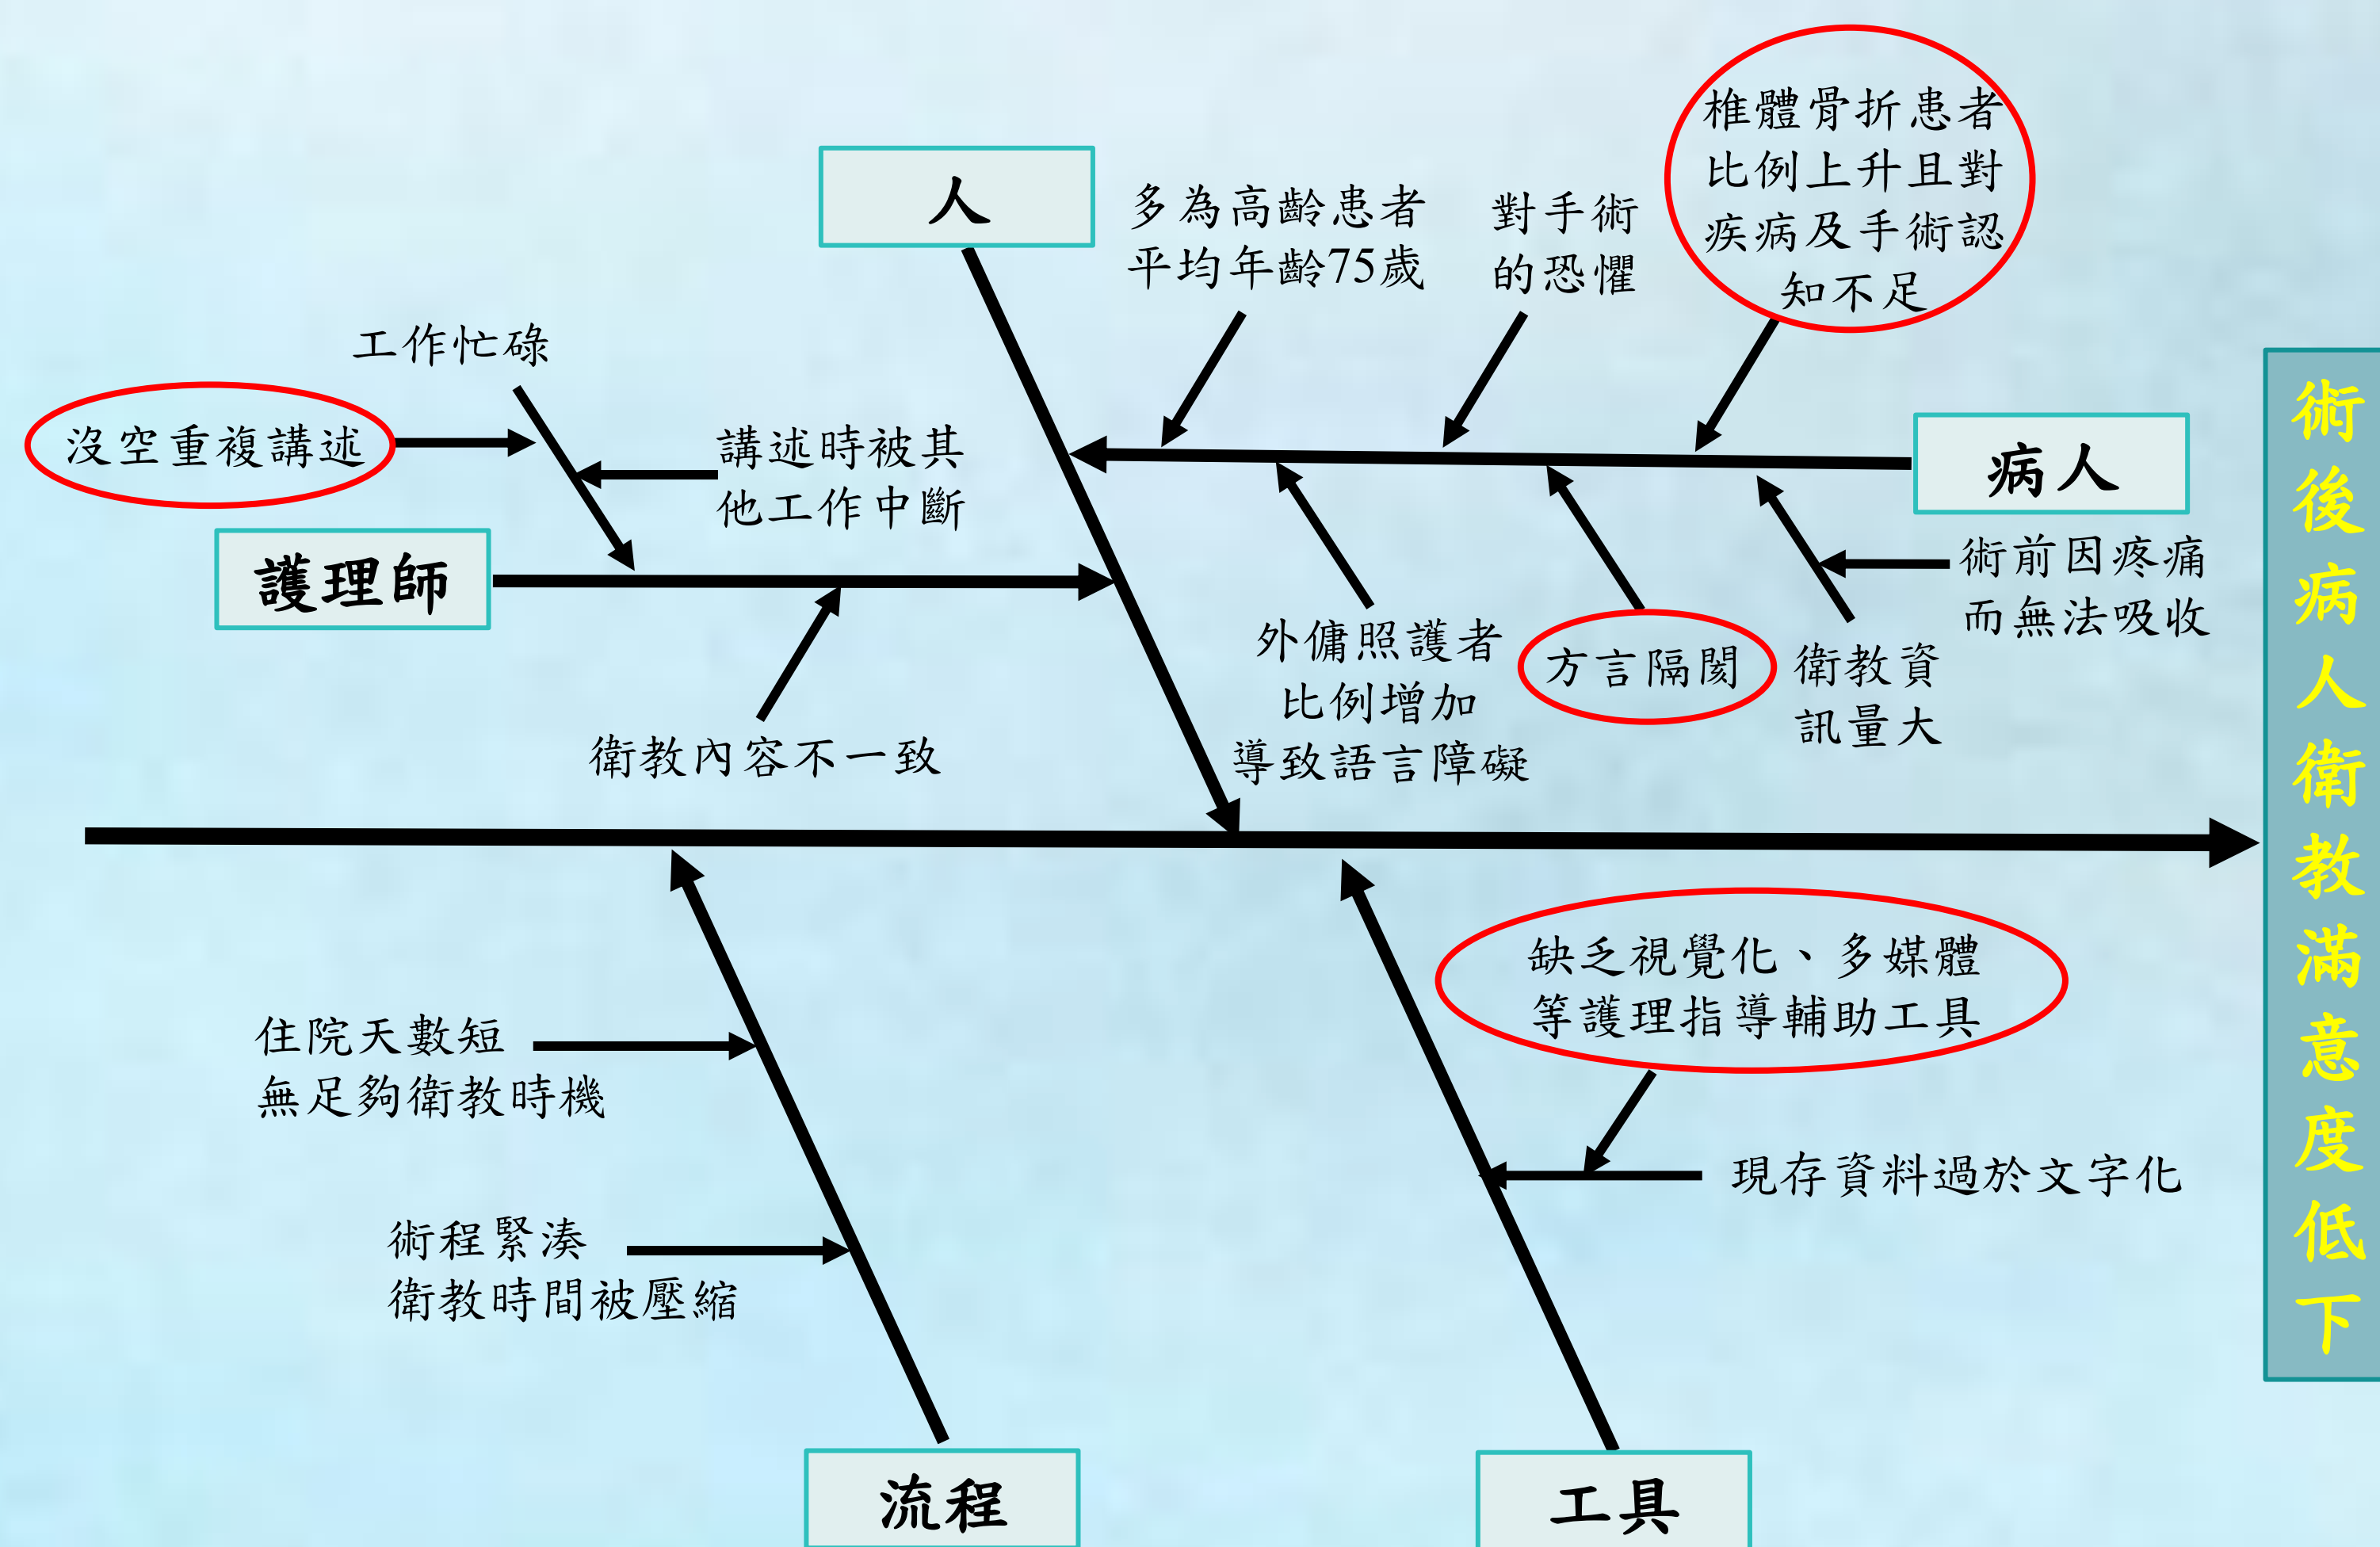 人
多為高齡患者
平均年齡75歲
對手術
的恐懼
椎體骨折患者
比例上升且對
疾病及手術認
知不足
工作忙碌
沒空重複講述
講述時被其
他工作中斷
病人
護理師
術前因疼痛
而無法吸收
外傭照護者
比例增加
導致語言障礙
方言隔閡
衛教資
訊量大
衛教內容不一致
術後病人衛教滿意度低下
缺乏視覺化、多媒體
等護理指導輔助工具
住院天數短
無足夠衛教時機
現存資料過於文字化
術程緊湊
衛教時間被壓縮
流程
工具